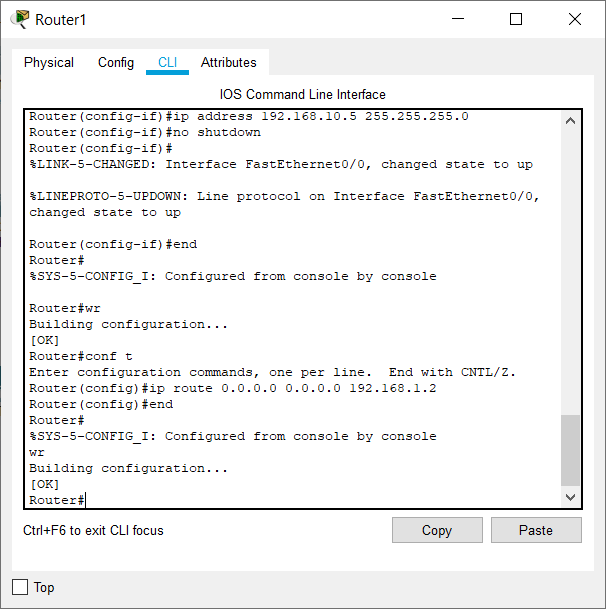 Router1
Physical Config CLI Attributes
IOS Command Line Interface
Router(config-if)#ip address 192.168.10.5 255.255.255.0
Router(config-if)#no shutdown
Router(config-if)#
%LINK-5-CHANGED: Interface FastEthernet0/0, changed state to up
%LINEPROTO-5-UPDOWN: Line protocol on Interface FastEthernet0/0,
changed state to up
Router(config-if)#end
Router#
%SYS-5-CONFIG_I: Configured from console by console
Router#wr
Building configuration...
[OK]
Router#conf t
Enter configuration commands, one per line.  End with CNTL/Z.
Router(config)#ip route 0.0.0.0 0.0.0.0 192.168.1.2
Router(config)#end
Router#
%SYS-5-CONFIG_I: Configured from console by console
wr
Building configuration...
[OK]
Router#
Ctrl+F6 to exit CLI focus
Copy Paste
Top